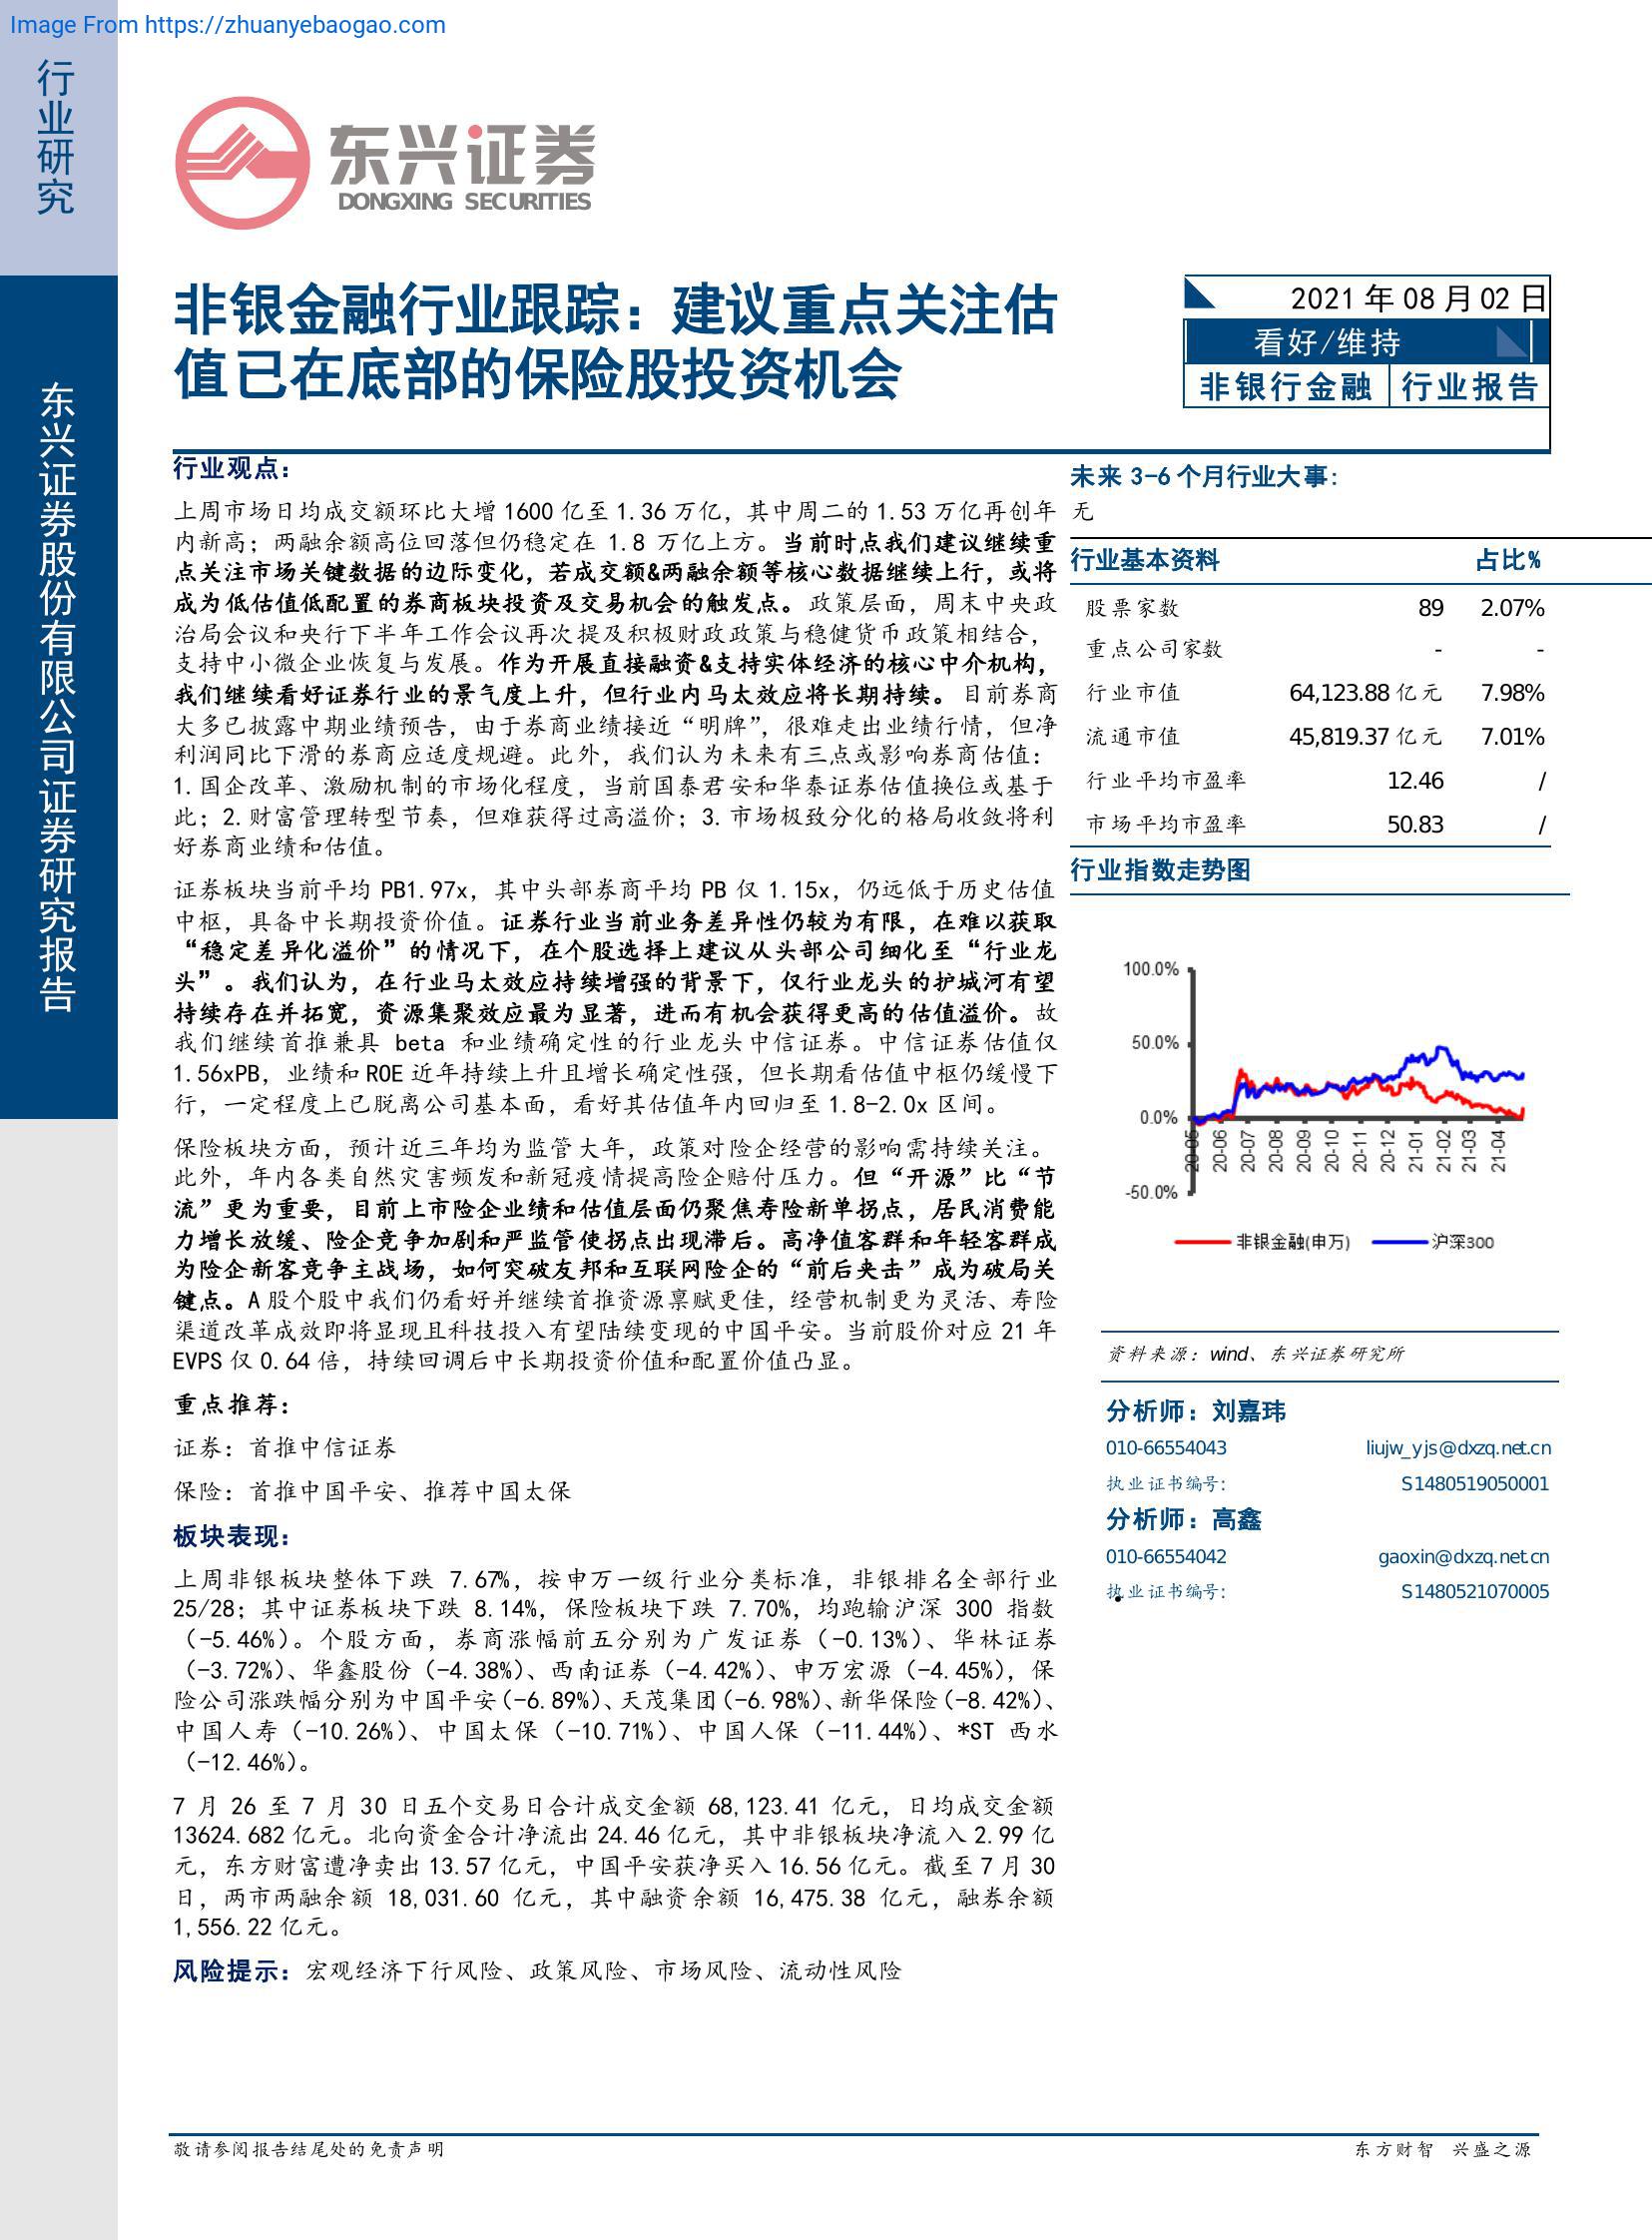 Image From https://zhuanyebaogao.com
行业研究
东兴证券股份有限公司证券研究报告
东兴证券
DONGXING SECURITIES
非银金融行业跟踪：建议重点关注估
值已在底部的保险股投资机会
2021 年 08 月 02 日
看好/维持
非银行金融 行业报告
行业观点：
上周市场日均成交额环比大增 1600 亿至 1.36 万亿，其中周二的 1.53 万亿再创年
内新高；两融余额高位回落但仍稳定在 1.8 万亿上方。当前时点我们建议继续重
点关注市场关键数据的边际变化，若成交额&两融余额等核心数据继续上行，或将
成为低估值低配置的券商板块投资及交易机会的触发点。政策层面，周末中央政
治局会议和央行下半年工作会议再次提及积极财政政策与稳健货币政策相结合，
支持中小微企业恢复与发展。作为开展直接融资&支持实体经济的核心中介机构，
我们继续看好证券行业的景气度上升，但行业内马太效应将长期持续。目前券商
大多已披露中期业绩预告，由于券商业绩接近“明牌”，很难走出业绩行情，但净
利润同比下滑的券商应适度规避。此外，我们认为未来有三点或影响券商估值：
1.国企改革、激励机制的市场化程度，当前国泰君安和华泰证券估值换位或基于
此；2.财富管理转型节奏，但难获得过高溢价；3.市场极致分化的格局收敛将利
好券商业绩和估值。
证券板块当前平均 PB1.97x，其中头部券商平均 PB 仅 1.15x，仍远低于历史估值
中枢，具备中长期投资价值。证券行业当前业务差异性仍较为有限，在难以获取
“稳定差异化溢价”的情况下，在个股选择上建议从头部公司细化至“行业龙
头”。我们认为，在行业马太效应持续增强的背景下，仅行业龙头的护城河有望
持续存在并拓宽，资源集聚效应最为显著，进而有机会获得更高的估值溢价。故
我们继续首推兼具 beta 和业绩确定性的行业龙头中信证券。中信证券估值仅
1.56xPB，业绩和 ROE 近年持续上升且增长确定性强，但长期看估值中枢仍缓慢下
行，一定程度上已脱离公司基本面，看好其估值年内回归至 1.8-2.0x 区间。
保险板块方面，预计近三年均为监管大年，政策对险企经营的影响需持续关注。
此外，年内各类自然灾害频发和新冠疫情提高险企赔付压力。但“开源”比“节
流”更为重要，目前上市险企业绩和估值层面仍聚焦寿险新单拐点，居民消费能
力增长放缓、险企竞争加剧和严监管使拐点出现滞后。高净值客群和年轻客群成
为险企新客竞争主战场，如何突破友邦和互联网险企的“前后夹击”成为破局关
键点。A 股个股中我们仍看好并继续首推资源禀赋更佳，经营机制更为灵活、寿险
渠道改革成效即将显现且科技投入有望陆续变现的中国平安。当前股价对应 21 年
EVPS 仅 0.64 倍，持续回调后中长期投资价值和配置价值凸显。
重点推荐：
证券：首推中信证券
保险：首推中国平安、推荐中国太保
板块表现：
上周非银板块整体下跌 7.67%，按申万一级行业分类标准，非银排名全部行业
25/28；其中证券板块下跌 8.14%，保险板块下跌 7.70%，均跑输沪深 300 指数
（-5.46%）。个股方面，券商涨幅前五分别为广发证券（-0.13%）、华林证券
（-3.72%）、华鑫股份（-4.38%）、西南证券（-4.42%）、申万宏源（-4.45%），保
险公司涨跌幅分别为中国平安（-6.89%）、天茂集团（-6.98%）、新华保险（-8.42%）、
中国人寿（-10.26%）、中国太保（-10.71%）、中国人保（-11.44%）、*ST 西水
（-12.46%）。
7 月 26 至 7 月 30 日五个交易日合计成交金额 68,123.41 亿元，日均成交金额
13624.682 亿元。北向资金合计净流出 24.46 亿元，其中非银板块净流入 2.99 亿
元，东方财富遭净卖出 13.57 亿元，中国平安获净买入 16.56 亿元。截至 7 月 30
日，两市两融余额 18,031.60 亿元，其中融资余额 16,475.38 亿元，融券余额
1,556.22 亿元。
风险提示：宏观经济下行风险、政策风险、市场风险、流动性风险
未来 3-6 个月行业大事：
无
行业基本资料 占比%
股票家数 89 2.07%
重点公司家数 - -
行业市值 64,123.88 亿元 7.98%
流通市值 45,819.37 亿元 7.01%
行业平均市盈率 12.46 /
市场平均市盈率 50.83 /
行业指数走势图
100.0%
50.0%
0.0%
-50.0%
20-05 20-06 20-07 20-08 20-09 20-10 20-11 20-12 21-01 21-02 21-03 21-04
非银金融(申万) 沪深300
资料来源：wind、东兴证券研究所
分析师：刘嘉玮
010-66554043 liujw_yjs@dxzq.net.cn
执业证书编号： S1480519050001
分析师：高鑫
010-66554042 gaoxin@dxzq.net.cn
执业证书编号： S1480521070005
敬请参阅报告结尾处的免责声明
东方财智 兴盛之源